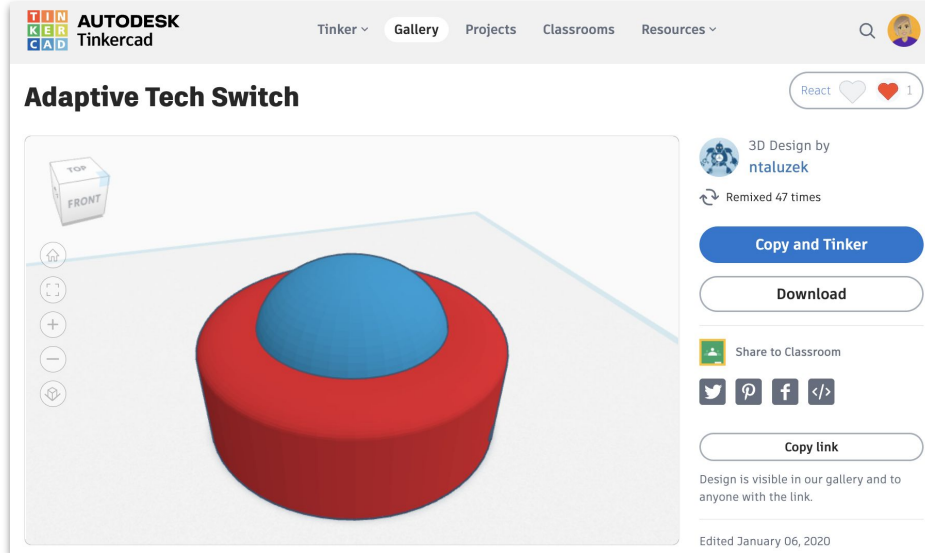 TIN
KER
CAD
AUTODESK
Tinkercad
Tinker
Gallery
Projects
Classrooms
Resources
Adaptive Tech Switch
React
1
TOP
FRONT
3D Design by
ntaluzek
Remixed 47 times
Copy and Tinker
Download
Share to Classroom
</>
Copy link
Design is visible in our gallery and to
anyone with the link.
Edited January 06, 2020